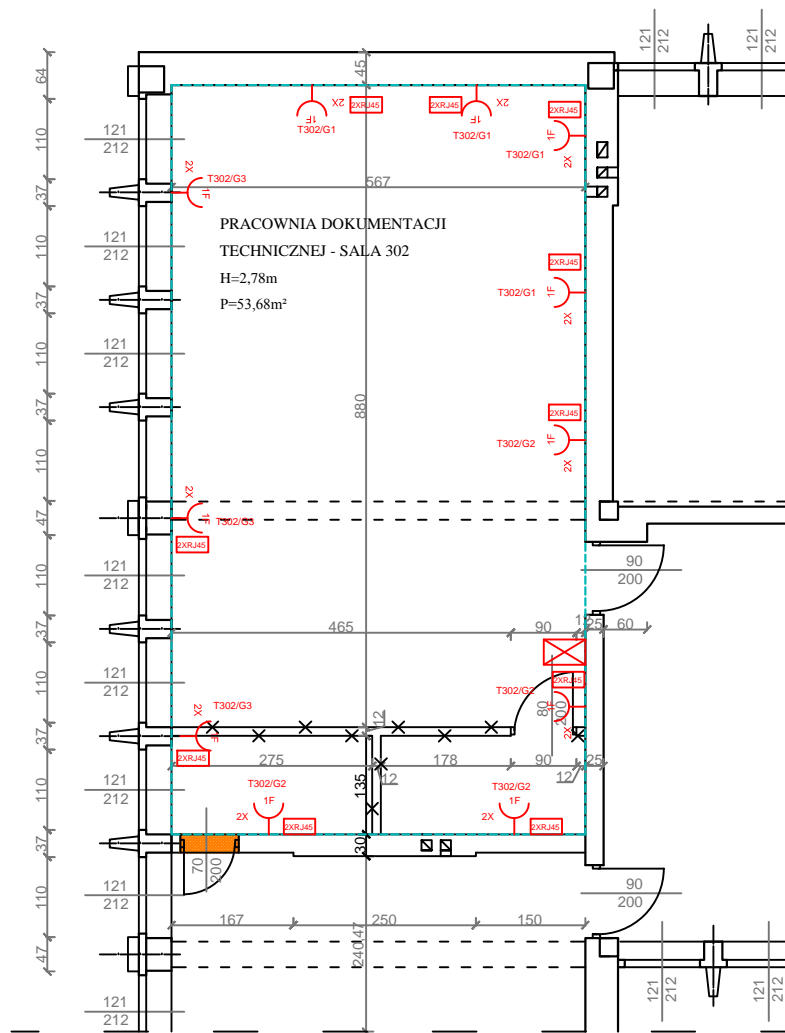 121
212
121
212
64
45
2X
1F
2XRJ45
T302/G1
2XRJ45
2X
1F
T302/G1
2XRJ45
1F
T302/G1
2X
110
121
212
2X
T302/G3
1F
567
37
PRACOWNIA DOKUMENTACJI
TECHNICZNEJ - SALA 302
H=2,78m
P=53,68m²
110
121
212
2XRJ45
T302/G1
1F
2X
37
110
121
212
880
37
2XRJ45
T302/G2
1F
2X
110
2X
1F
T302/G3
2XRJ45
47
110
121
212
90
200
37
465
90
12
25
60
110
121
212
2XRJ45
T302/G2
1F
2X
80
200
2X
T302/G3
1F
2XRJ45
37
12
275
178
90
25
12
12
135
110
121
212
T302/G2
1F
2X
2XRJ45
T302/G2
1F
2X
2XRJ45
37
30
70
200
110
121
212
90
200
167
250
150
47
240,47
121
212
121
212
121
212